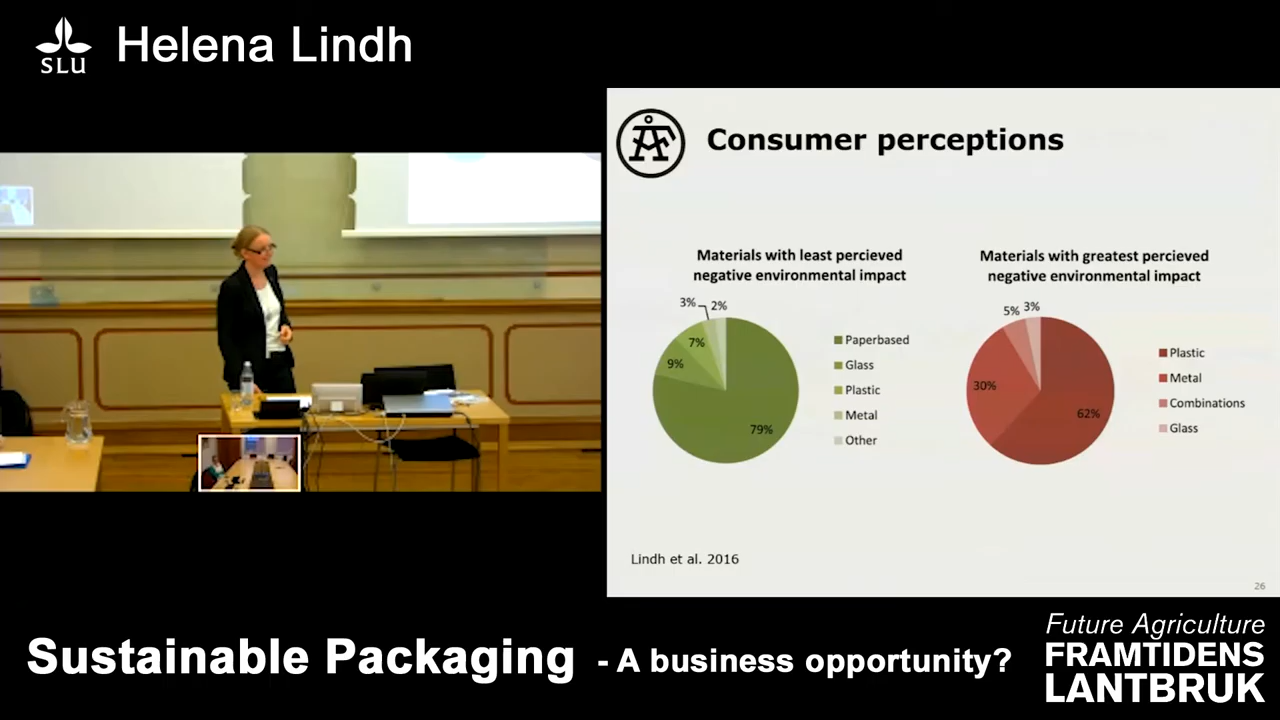 SLU
Helena Lindh
Consumer perceptions
Materials with least percieved
negative environmental impact
3%
2%
7%
9%
79%
Paperbased
Glass
Plastic
Metal
Other
Materials with greatest percieved
negative environmental impact
5%
3%
30%
62%
Plastic
Metal
Combinations
Glass
Lindh et al. 2016
26
Sustainable Packaging - A business opportunity?
Future Agriculture
FRAMTIDENS
LANTBRUK